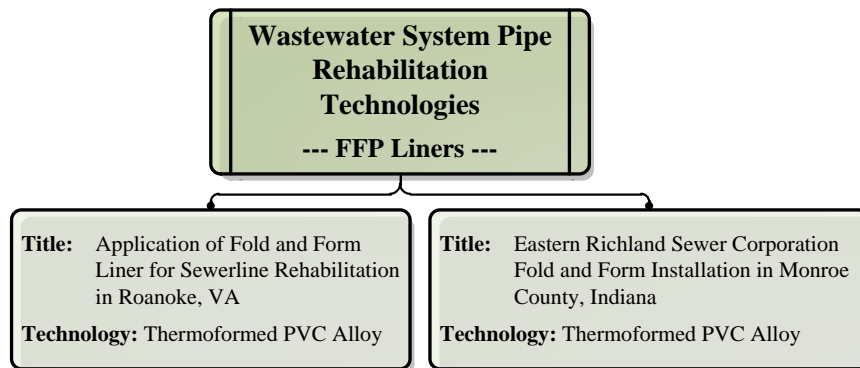 Wastewater System Pipe
Rehabilitation
Technologies
--- FFP Liners ---
Title: Application of Fold and Form
Liner for Sewerline Rehabilitation
in Roanoke, VA
Technology: Thermoformed PVC Alloy
Title: Eastern Richland Sewer Corporation
Fold and Form Installation in Monroe
County, Indiana
Technology: Thermoformed PVC Alloy